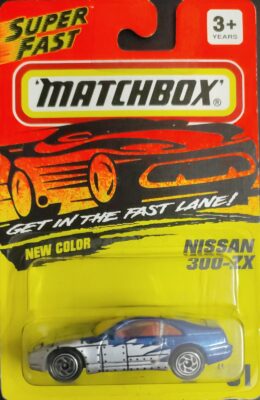 SUPER
FAST
3+
YEARS
MATCHBOX®
GET IN THE FAST LANE!
NEW COLOR
NISSAN
300-ZX